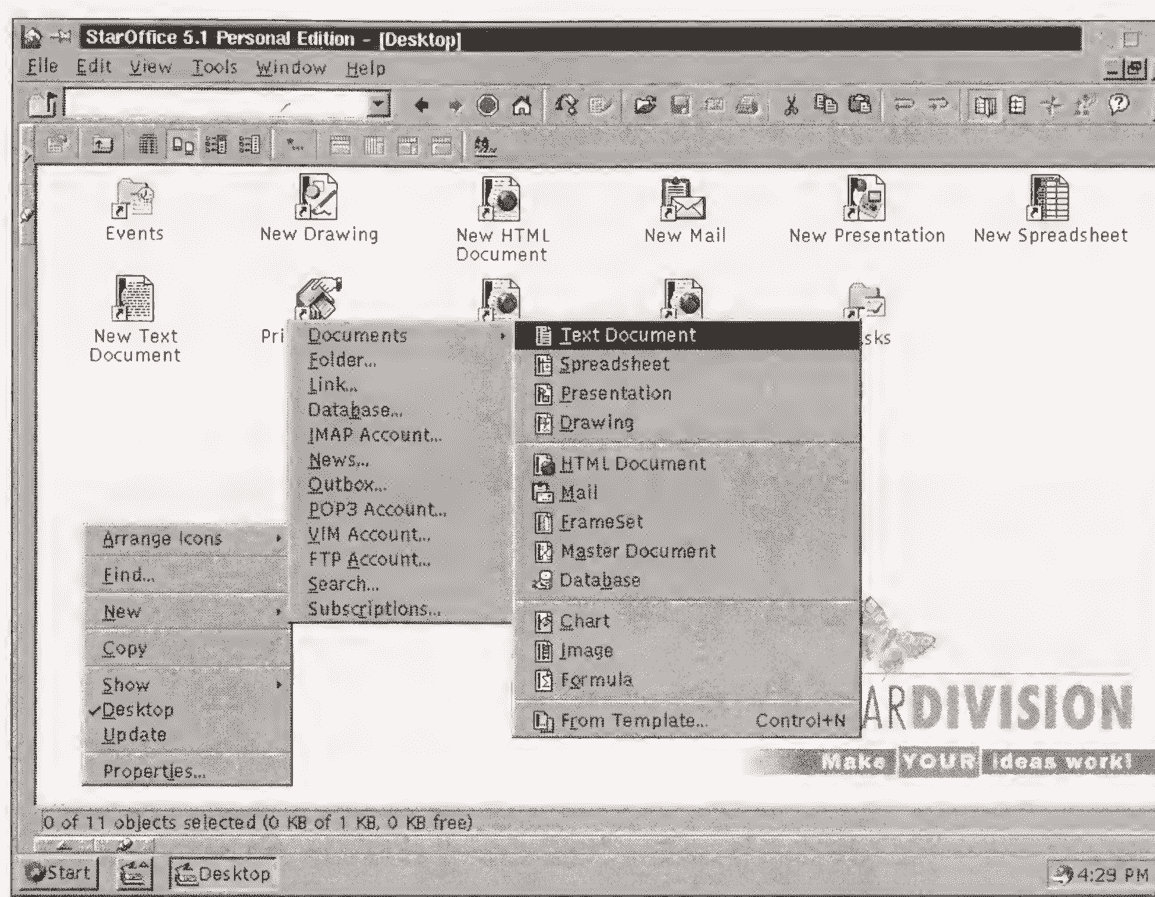 StarOffice 5.1 Personal Edition - [Desktop]
File Edit View Tools Window Help
Events
New Drawing
New HTML
Document
New Mail
New Presentation
New Spreadsheet
New Text
Document
Pri
sks
Documents
Folder...
Link...
Database...
IMAP Account...
News...
Outbox...
POP3 Account...
VIM Account...
FTP Account...
Search...
Subscriptions...
Text Document
Spreadsheet
Presentation
Drawing
HTML Document
Mail
FrameSet
Master Document
Database
Chart
Image
Formula
From Template... Control+N
Arrange Icons
Find...
New
Copy
Show
Desktop
Update
Properties...
ARDIVISION
Make YOUR ideas work!
0 of 11 objects selected (0 KB of 1 KB, 0 KB free)
Start
Desktop
4:29 PM